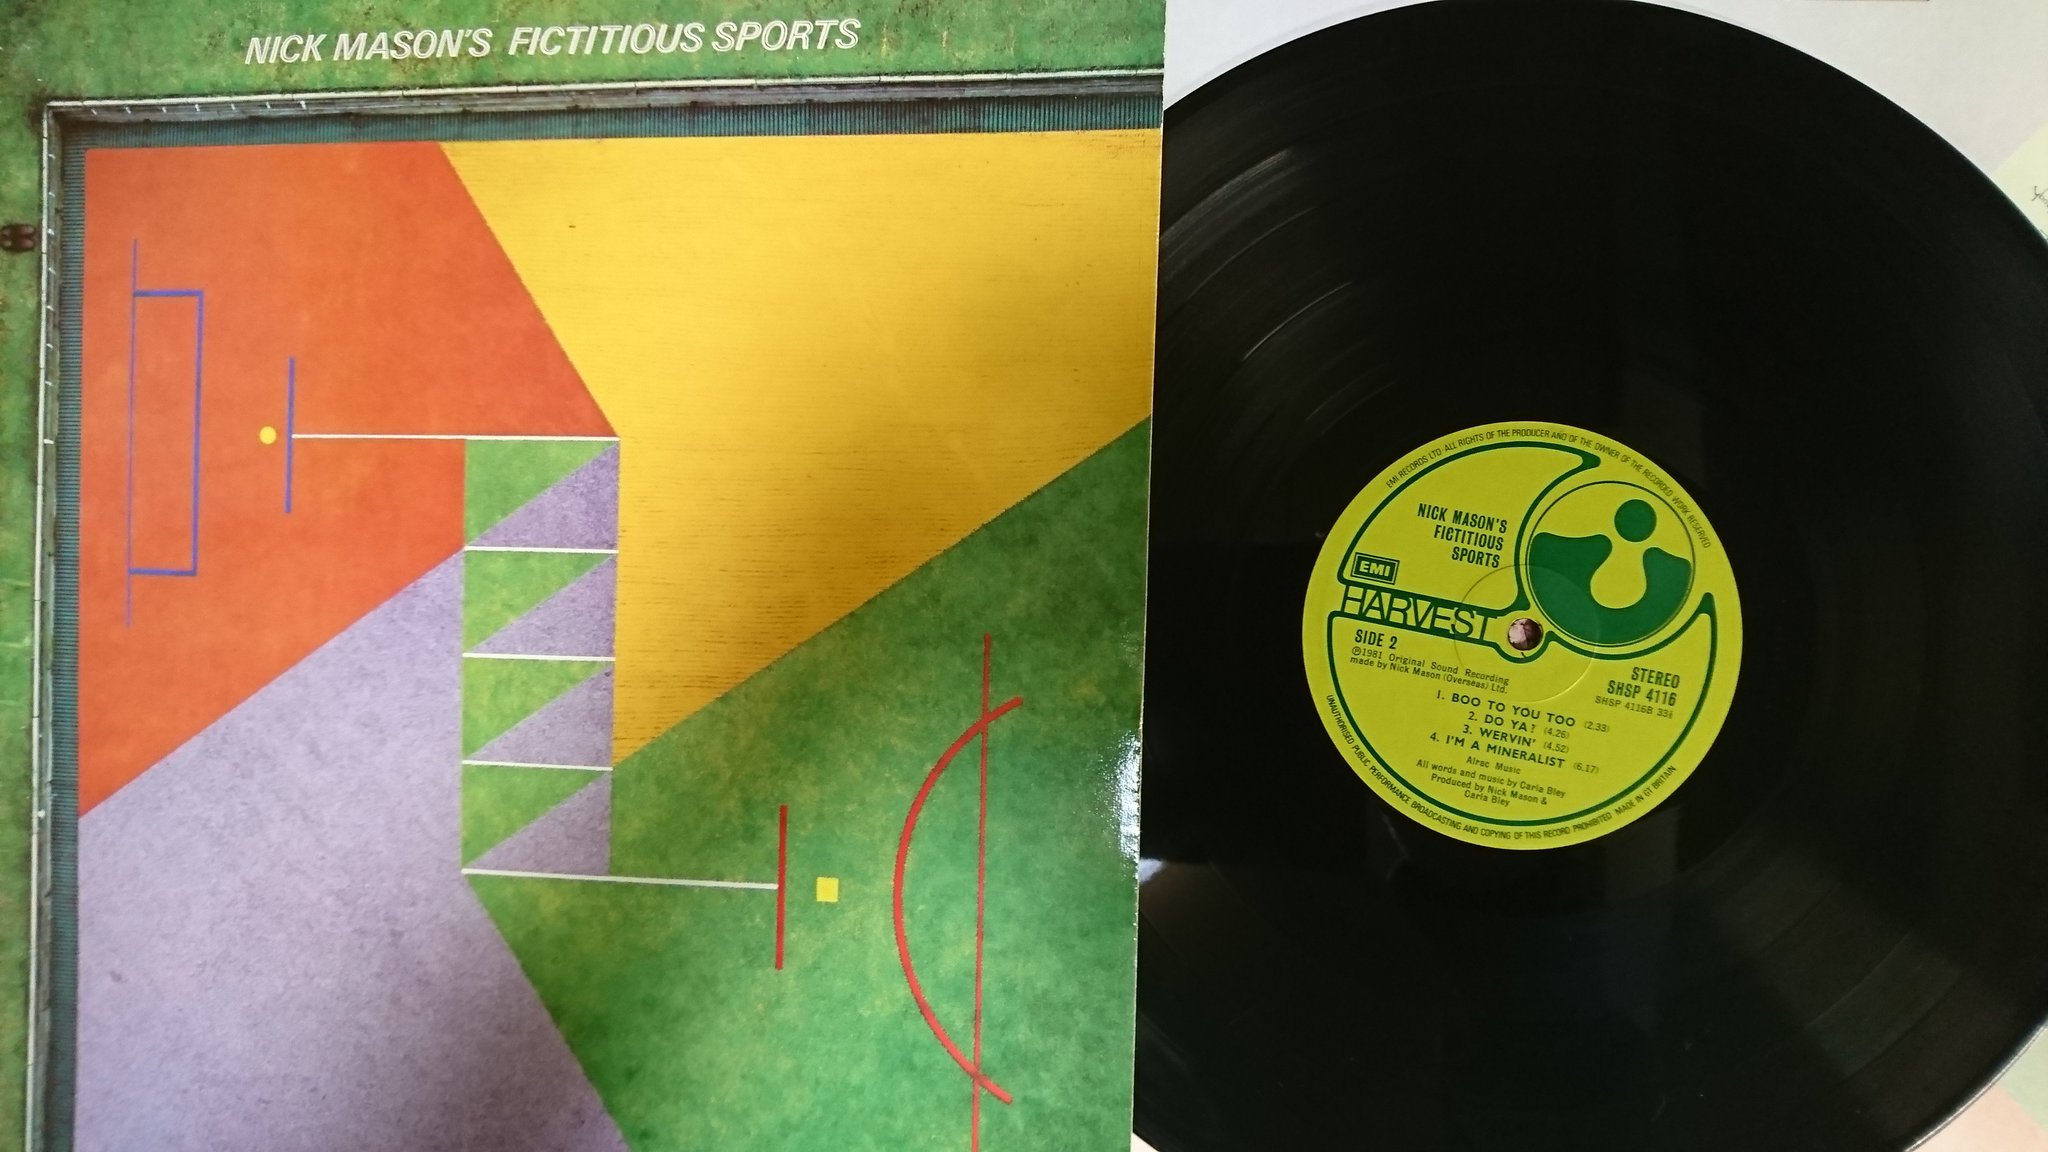 NICK MASON'S FICTITIOUS SPORTS
EMI RECORDS LTD ALL RIGHTS OF THE PRODUCER AND OF THE OWNER OF THE RECORDED WORK RESERVED
NICK MASON'S
FICTITIOUS
SPORTS
EMI
HARVEST
SIDE 2
℗1981 Original Sound Recording
made by Nick Mason (Overseas) Ltd.
STEREO
SHSP 4116
SHSP 4116B 33⅓
1. BOO TO YOU TOO (2.33)
2. DO YA? (4.26)
3. WERVIN' (4.52)
4. I'M A MINERALIST (6.17)
Alrac Music
All words and music by Carla Bley
Produced by Nick Mason &
Carla Bley
UNAUTHORISED PUBLIC PERFORMANCE BROADCASTING AND COPYING OF THIS RECORD PROHIBITED MADE IN GT BRITAIN